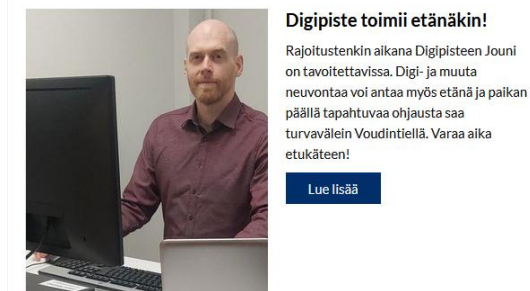 Digipiste toimii etänäkin!
Rajoitustenkin aikana Digipisteen Jouni
on tavoitettavissa. Digi- ja muuta
neuvontaa voi antaa myös etänä ja paikan
päällä tapahtuvaa ohjausta saa
turvavälein Voudintiellä. Varaa aika
etukäteen!
Lue lisää